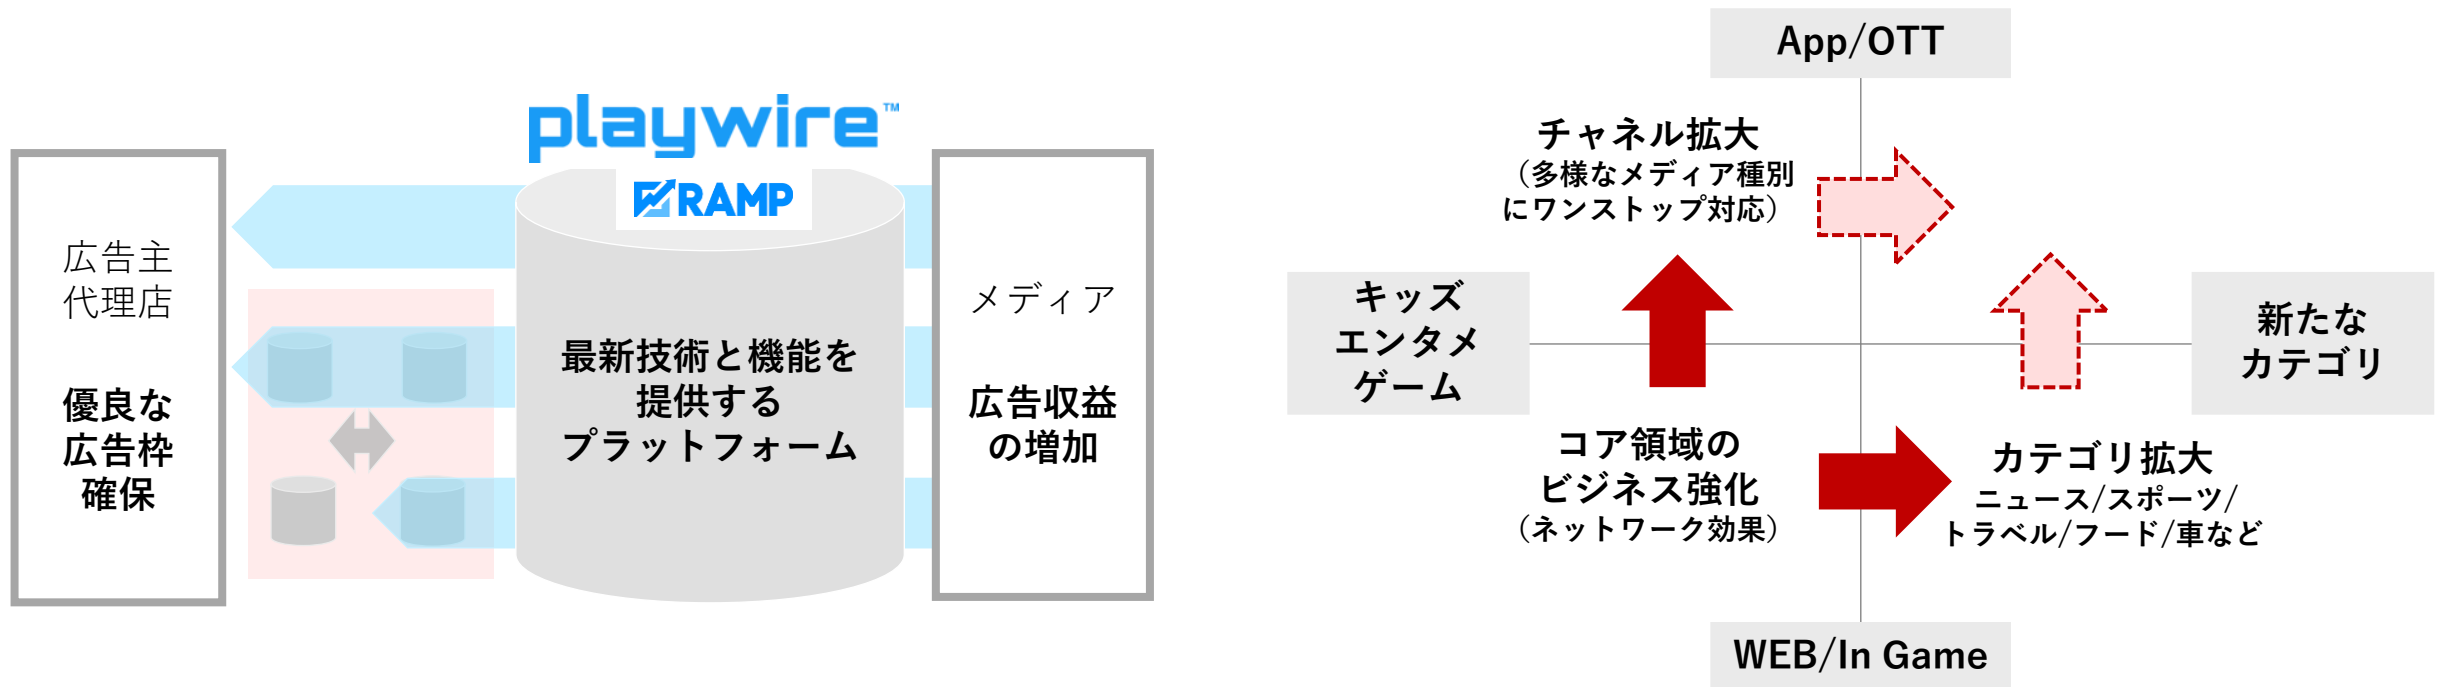 playwire™
RAMP
広告主
代理店
優良な
広告枠
確保
最新技術と機能を
提供する
プラットフォーム
メディア
広告収益
の増加
App/OTT
チャネル拡大
（多様なメディア種別
にワンストップ対応）
キッズ
エンタメ
ゲーム
新たな
カテゴリ
コア領域の
ビジネス強化
（ネットワーク効果）
カテゴリ拡大
ニュース/スポーツ/
トラベル/フード/車など
WEB/In Game